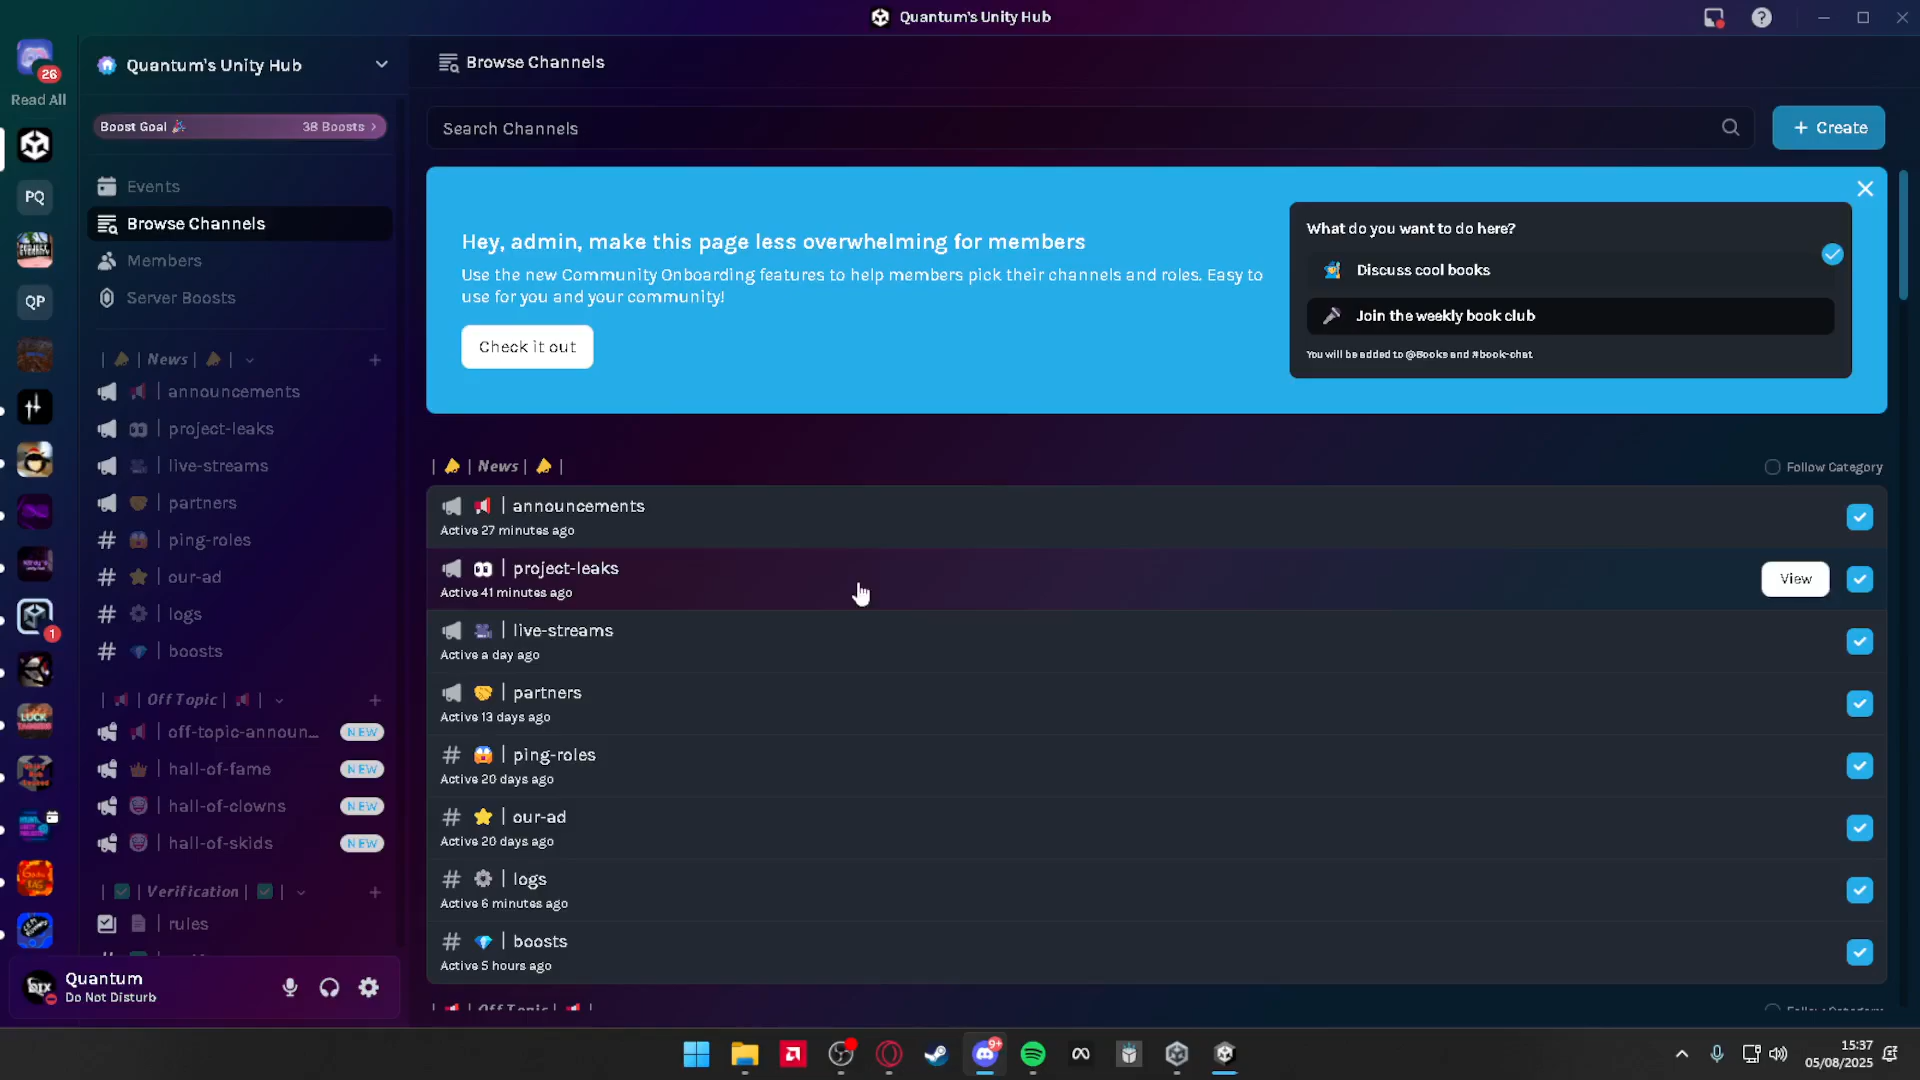 Quantum's Unity Hub
26
Read All
PQ
QP
1
Quantum's Unity Hub
Boost Goal 🎉
38 Boosts >
Events
Browse Channels
Members
Server Boosts
| News |
announcements
project-leaks
live-streams
partners
ping-roles
our-ad
logs
boosts
| Off Topic |
off-topic-announ... NEW
hall-of-fame NEW
hall-of-clowns NEW
hall-of-skids NEW
| Verification |
rules
Quantum
Do Not Disturb
Browse Channels
Search Channels
+ Create
Hey, admin, make this page less overwhelming for members
Use the new Community Onboarding features to help members pick their channels and roles. Easy to
use for you and your community!
Check it out
What do you want to do here?
Discuss cool books
Join the weekly book club
You will be added to @Books and #book-chat
| News |
Follow Category
announcements
Active 27 minutes ago
project-leaks
Active 41 minutes ago
View
live-streams
Active a day ago
partners
Active 13 days ago
ping-roles
Active 20 days ago
our-ad
Active 20 days ago
logs
Active 6 minutes ago
boosts
Active 5 hours ago
| Off Topic |
Follow Category
9+
15:37
05/08/2025